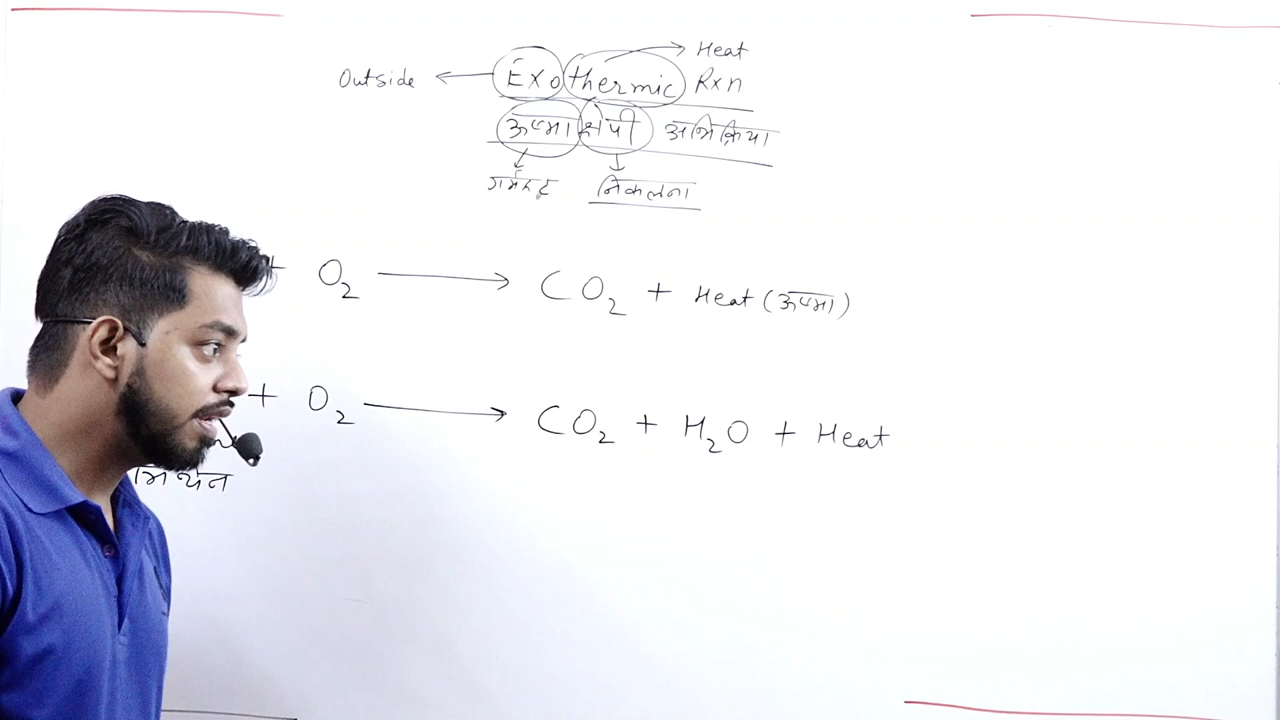 Heat
Outside ← Exothermic Rxn
ऊष्माक्षेपी अभिक्रिया
गर्माहट निकलना
+ O₂ → CO₂ + Heat (ऊष्मा)
+ O₂ → CO₂ + H₂O + Heat
मिथेन